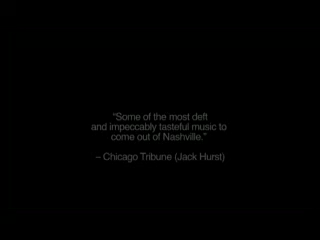 “Some of the most deft
and impeccably tasteful music to
come out of Nashville.”
– Chicago Tribune (Jack Hurst)